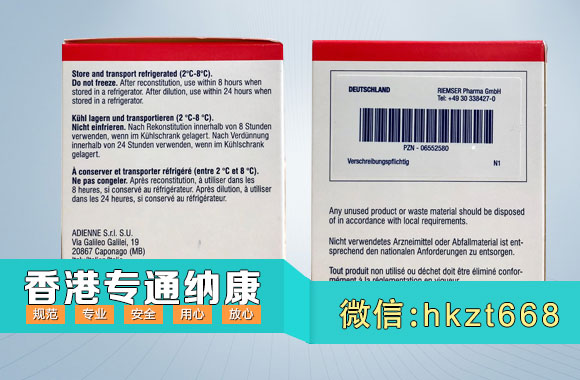 Store and transport refrigerated (2°C-8°C).
Do not freeze. After reconstitution, use within 8 hours when
stored in a refrigerator. After dilution, use within 24 hours when
stored in a refrigerator.
Kühl lagern und transportieren (2 °C-8 °C).
Nicht einfrieren. Nach Rekonstitution innerhalb von 8 Stunden
verwenden, wenn im Kühlschrank gelagert. Nach Verdünnung
innerhalb von 24 Stunden verwenden, wenn im Kühlschrank
gelagert.
À conserver et transporter réfrigéré (entre 2 °C et 8 °C).
Ne pas congeler. Après reconstitution, à utiliser dans les
8 heures, si conservé au réfrigérateur. Après dilution, à utiliser
dans les 24 heures, si conservé au réfrigérateur.
ADIENNE S.r.l. S.U.
Via Galileo Galilei, 19
20867 Caponago (MB)
DEUTSCHLAND
RIEMSER Pharma GmbH
Tel: +49 30 338427-0
PZN - 06552580
Verschreibungspflichtig
N1
Any unused product or waste material should be disposed
of in accordance with local requirements.
Nicht verwendetes Arzneimittel oder Abfallmaterial ist ent-
sprechend den nationalen Anforderungen zu entsorgen.
Tout produit non utilisé ou déchet doit être éliminé confor-
mément à la réglementation en vigueur.
香港专通纳康
规范 专业 安全 用心 放心
微信:hkzt668